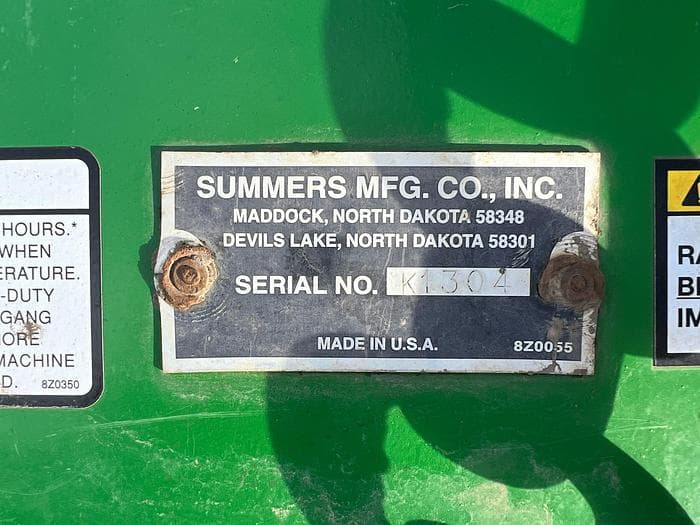 HOURS.*
WHEN
ERATURE.
-DUTY
GANG
ORE
MACHINE
D. 8Z0350
SUMMERS MFG. CO., INC.
MADDOCK, NORTH DAKOTA 58348
DEVILS LAKE, NORTH DAKOTA 58301
SERIAL NO. K1304
MADE IN U.S.A. 8Z0055
RA
BE
IM